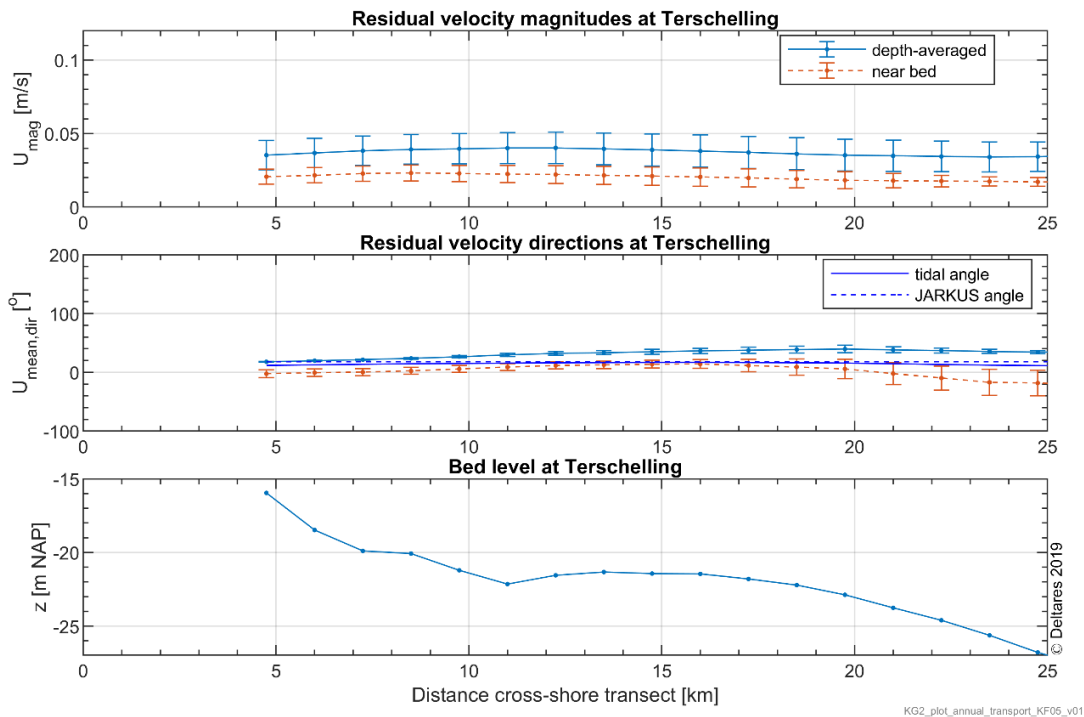 Residual velocity magnitudes at Terschelling
U_mag [m/s]
0.1
0.05
0
depth-averaged
near bed
0 5 10 15 20 25
Residual velocity directions at Terschelling
U_mean,dir [°]
200
100
0
-100
tidal angle
JARKUS angle
0 5 10 15 20 25
Bed level at Terschelling
z [m NAP]
-15
-20
-25
© Deltares 2019
0 5 10 15 20 25
Distance cross-shore transect [km]
KG2_plot_annual_transport_KF05_v01